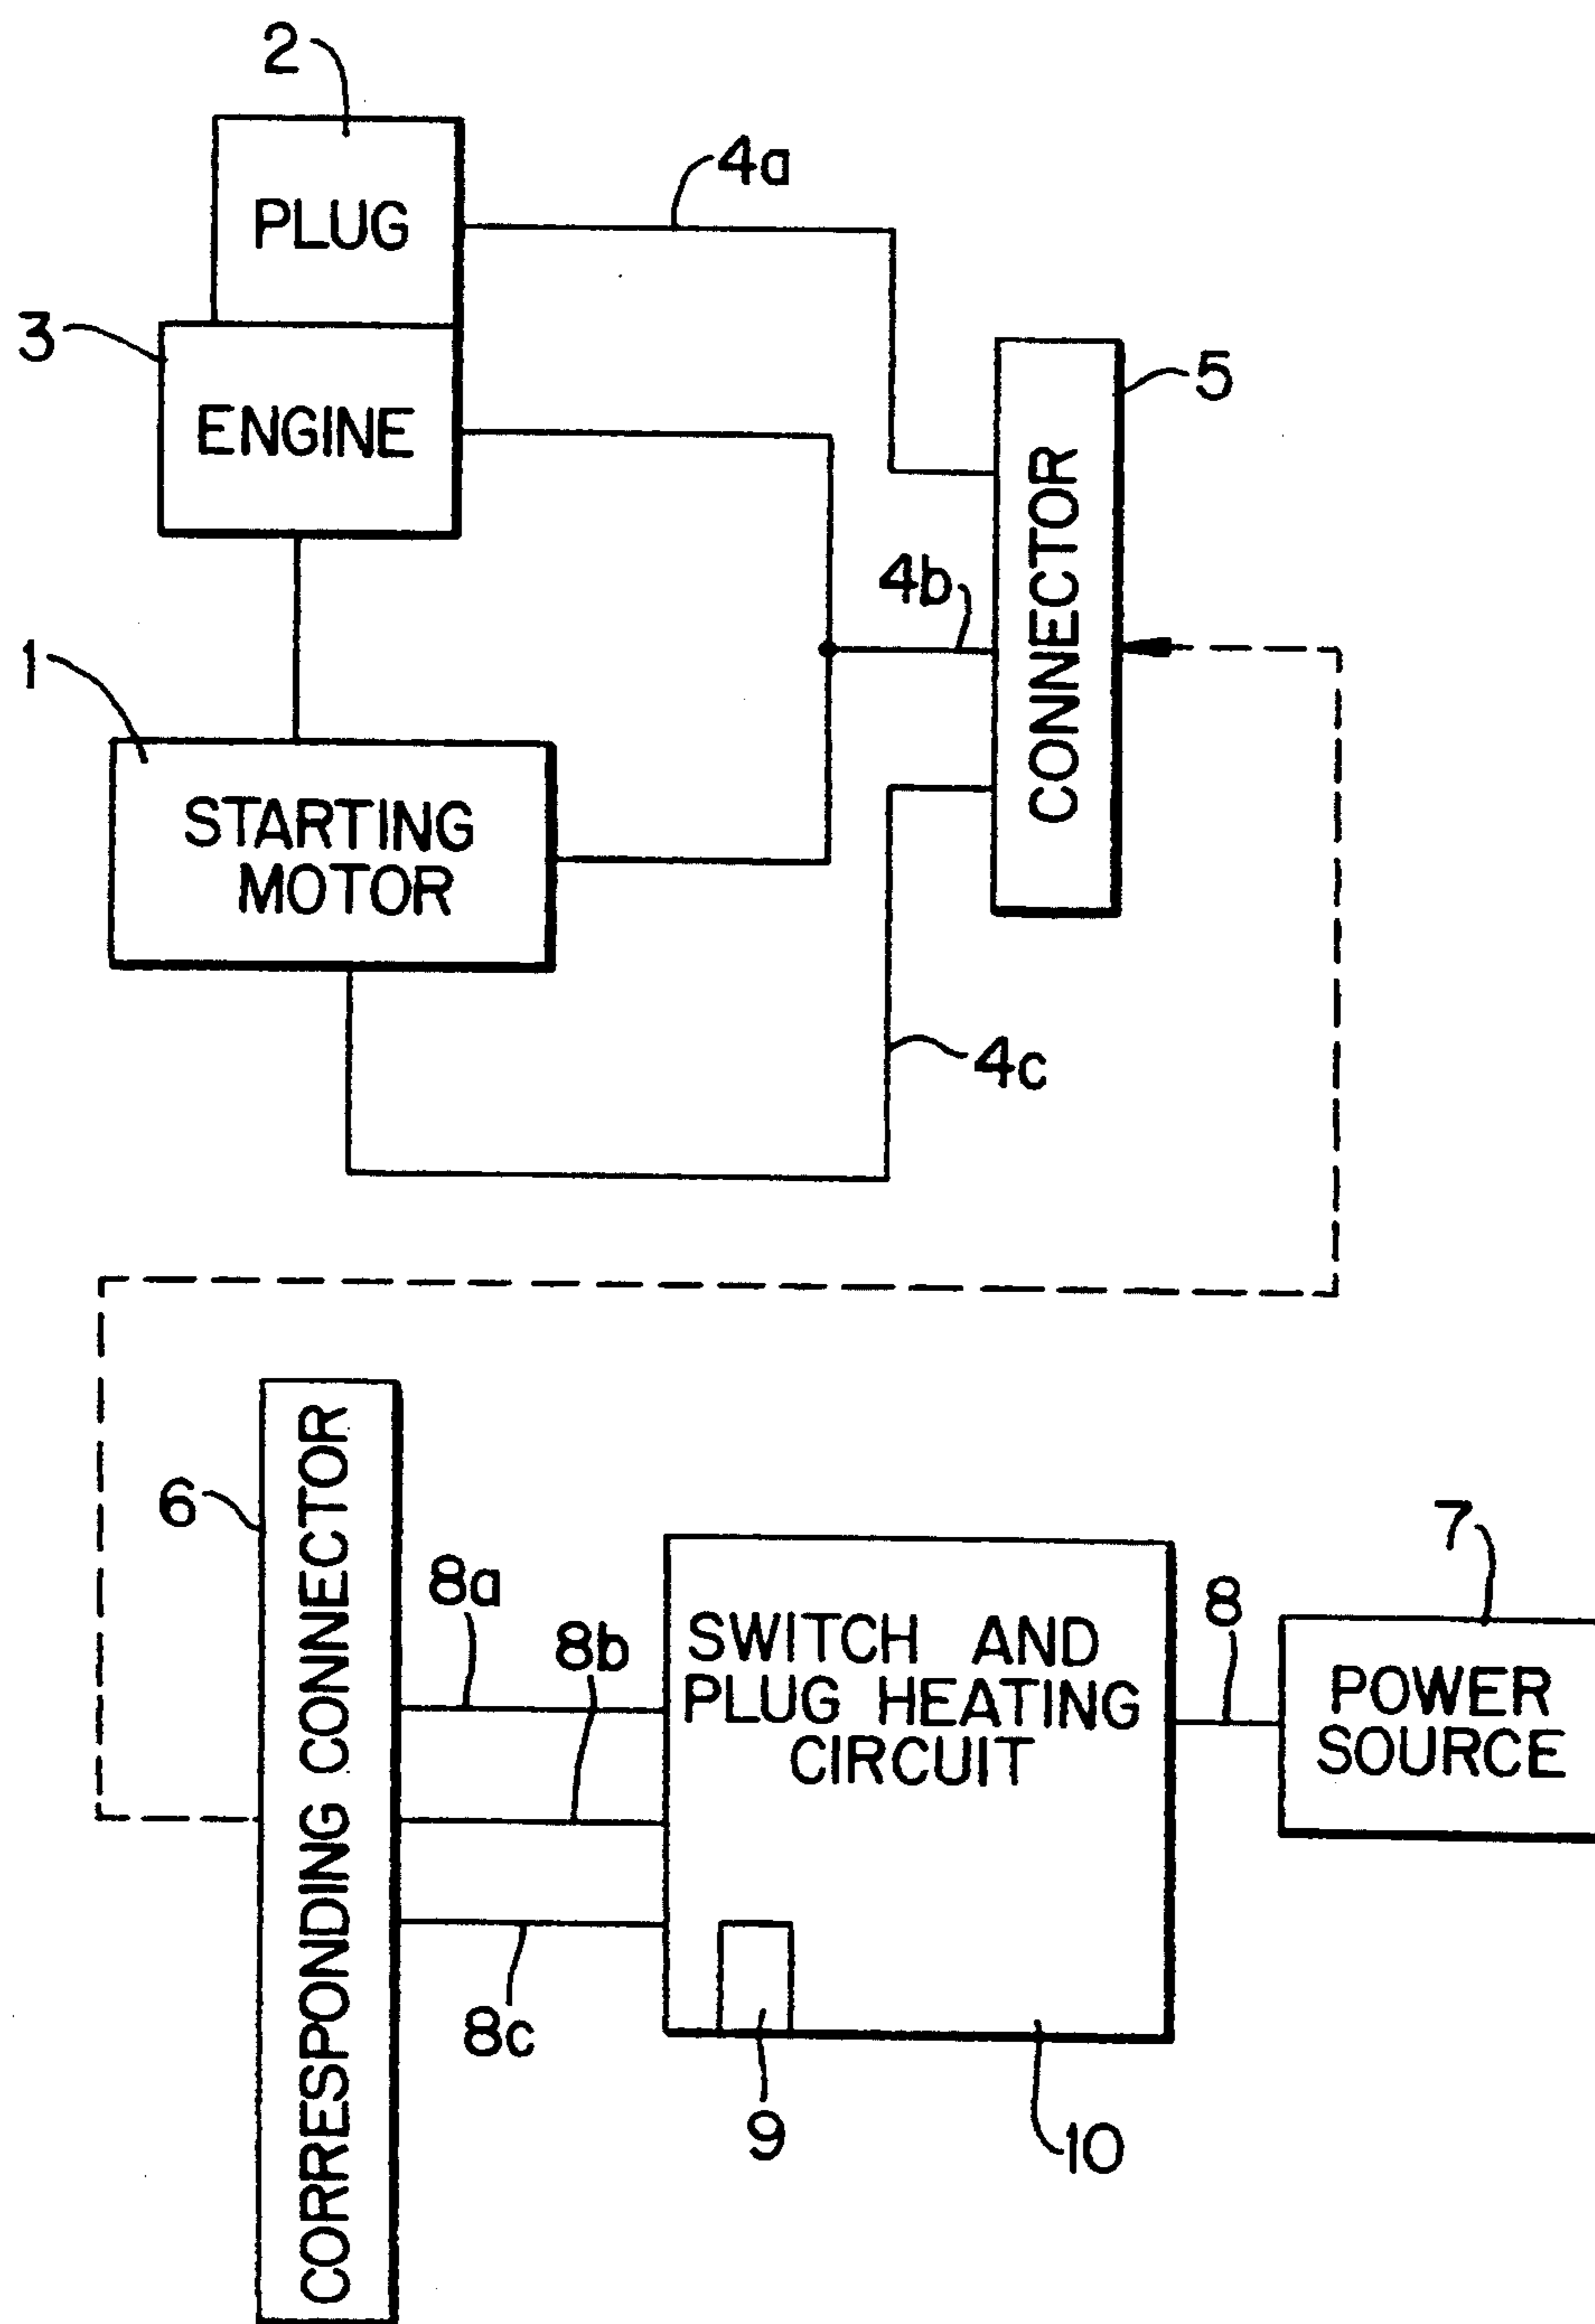 2
4a
PLUG
3
5
ENGINE
CONNECTOR
4b
1
STARTING
MOTOR
4c
6
CORRESPONDING CONNECTOR
8a
8b
8c
SWITCH AND
PLUG HEATING
CIRCUIT
8
7
POWER
SOURCE
9
10